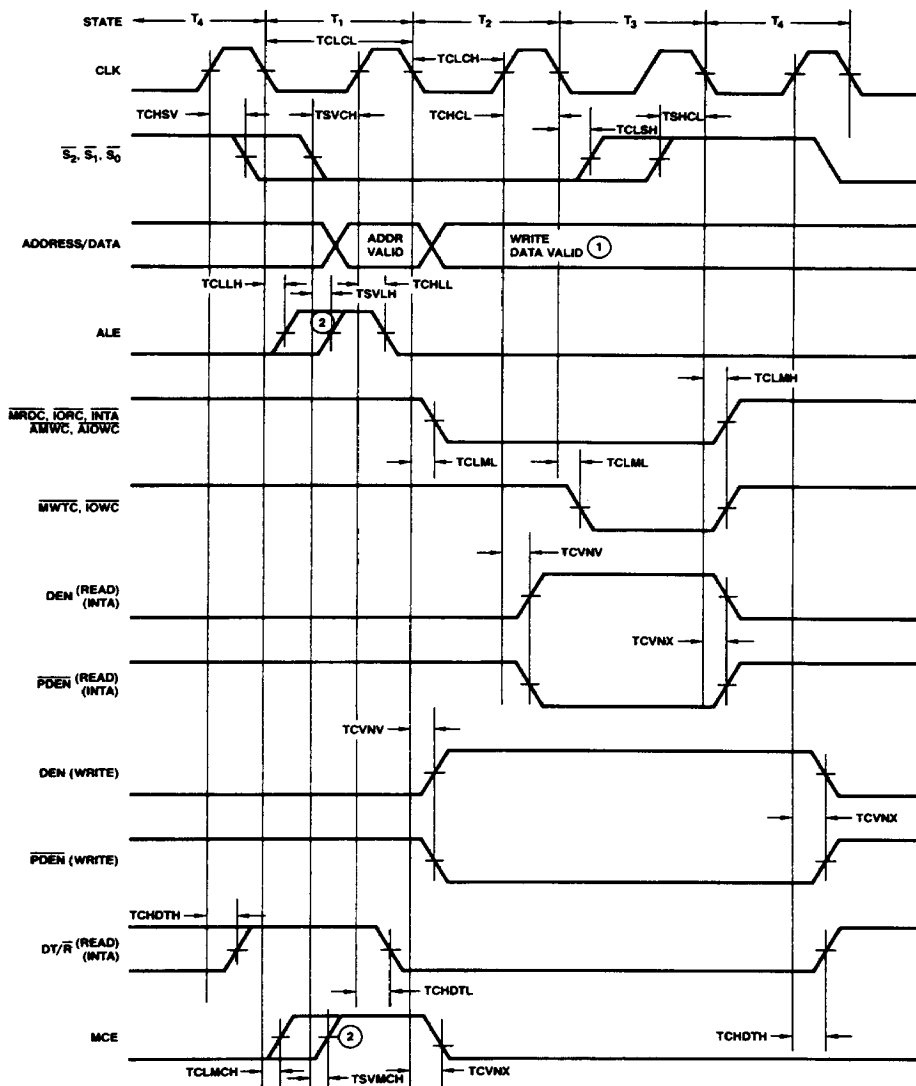 STATE T4 T1 T2 T3 T4
TCLCL
TCLCH
CLK
TCHSV TSVCH TCHCL TSHCL
TCLSH
S2, S1, S0
ADDRESS/DATA ADDR VALID WRITE DATA VALID 1
TCLLH TSVLH TCHLL
ALE 2
TCLMH
MRDC, IORC, INTA
AMWC, AIOWC
TCLML TCLML
MWTC, IOWC
TCVNV
DEN (READ)
(INTA)
TCVNX
PDEN (READ)
(INTA)
TCVNV
DEN (WRITE)
TCVNX
PDEN (WRITE)
TCHDTH
DT/R (READ)
(INTA)
TCHDTL
MCE 2 TCHDTH
TCLMCH TSVMCH TCVNX